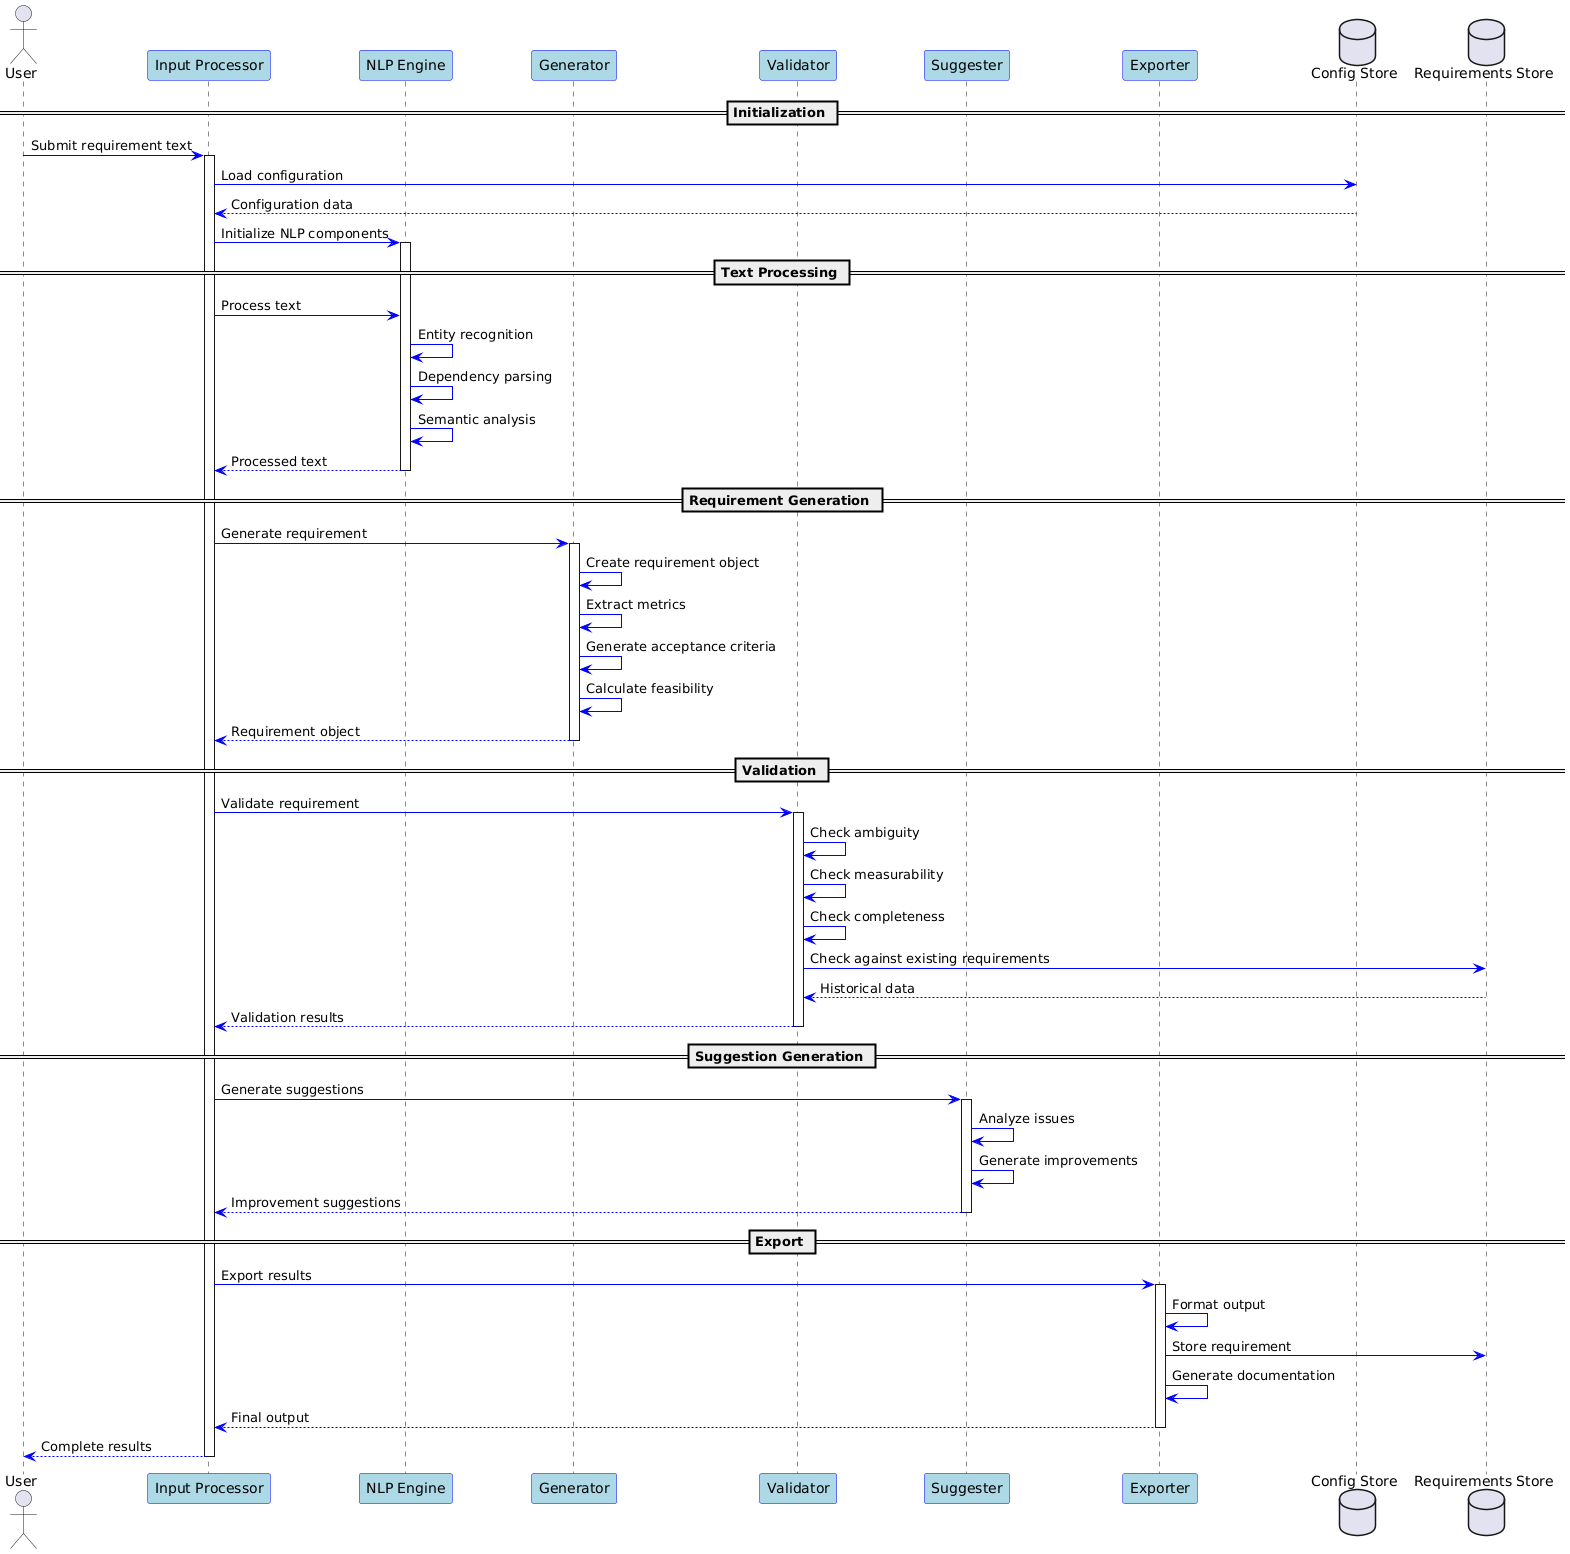 User
Input Processor
NLP Engine
Generator
Validator
Suggester
Exporter
Config Store
Requirements Store
Initialization
Submit requirement text
Load configuration
Configuration data
Initialize NLP components
Text Processing
Process text
Entity recognition
Dependency parsing
Semantic analysis
Processed text
Requirement Generation
Generate requirement
Create requirement object
Extract metrics
Generate acceptance criteria
Calculate feasibility
Requirement object
Validation
Validate requirement
Check ambiguity
Check measurability
Check completeness
Check against existing requirements
Historical data
Validation results
Suggestion Generation
Generate suggestions
Analyze issues
Generate improvements
Improvement suggestions
Export
Export results
Format output
Store requirement
Generate documentation
Final output
Complete results
User
Input Processor
NLP Engine
Generator
Validator
Suggester
Exporter
Config Store
Requirements Store